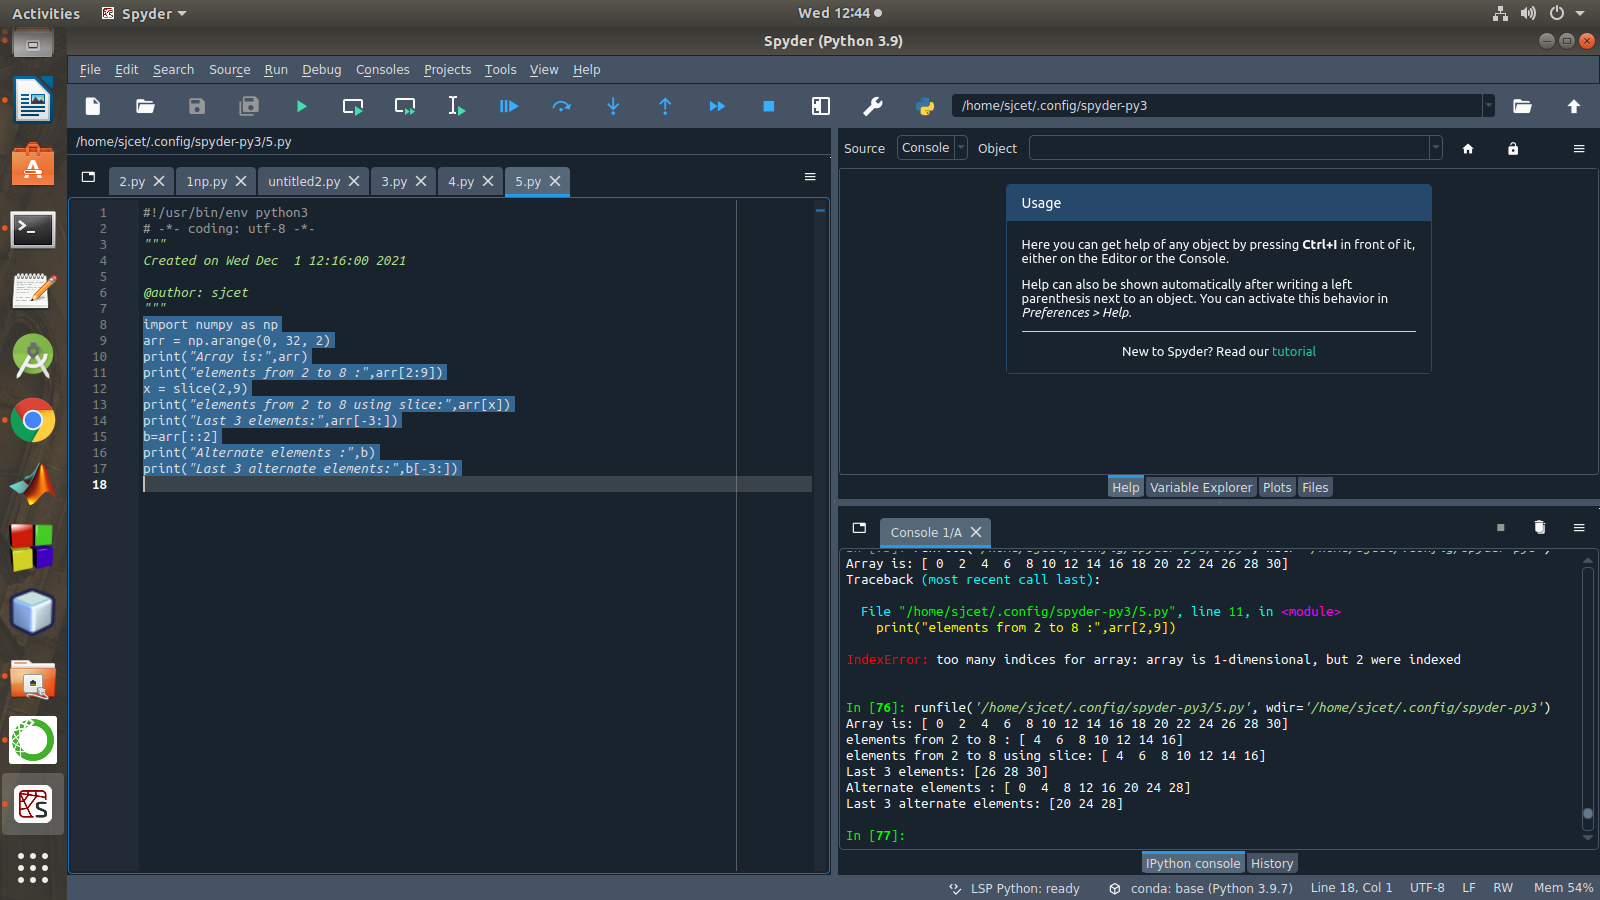 Activities
Spyder
Wed 12:44
Spyder (Python 3.9)
File Edit Search Source Run Debug Consoles Projects Tools View Help
/home/sjcet/.config/spyder-py3
/home/sjcet/.config/spyder-py3/5.py
2.py 1np.py untitled2.py 3.py 4.py 5.py
1 #!/usr/bin/env python3
2 # -*- coding: utf-8 -*-
3 """
4 Created on Wed Dec  1 12:16:00 2021
5
6 @author: sjcet
7 """
8 import numpy as np
9 arr = np.arange(0, 32, 2)
10 print("Array is:",arr)
11 print("elements from 2 to 8 :",arr[2:9])
12 x = slice(2,9)
13 print("elements from 2 to 8 using slice:",arr[x])
14 print("Last 3 elements:",arr[-3:])
15 b=arr[::2]
16 print("Alternate elements :",b)
17 print("Last 3 alternate elements:",b[-3:])
18
Source Console Object
Usage
Here you can get help of any object by pressing Ctrl+I in front of it,
either on the Editor or the Console.
Help can also be shown automatically after writing a left
parenthesis next to an object. You can activate this behavior in
Preferences > Help.
New to Spyder? Read our tutorial
Help Variable Explorer Plots Files
Console 1/A
Array is: [ 0  2  4  6  8 10 12 14 16 18 20 22 24 26 28 30]
Traceback (most recent call last):
File "/home/sjcet/.config/spyder-py3/5.py", line 11, in <module>
print("elements from 2 to 8 :",arr[2,9])
IndexError: too many indices for array: array is 1-dimensional, but 2 were indexed
In [76]: runfile('/home/sjcet/.config/spyder-py3/5.py', wdir='/home/sjcet/.config/spyder-py3')
Array is: [ 0  2  4  6  8 10 12 14 16 18 20 22 24 26 28 30]
elements from 2 to 8 : [ 4  6  8 10 12 14 16]
elements from 2 to 8 using slice: [ 4  6  8 10 12 14 16]
Last 3 elements: [26 28 30]
Alternate elements : [ 0  4  8 12 16 20 24 28]
Last 3 alternate elements: [20 24 28]
In [77]:
IPython console History
LSP Python: ready conda: base (Python 3.9.7) Line 18, Col 1 UTF-8 LF RW Mem 54%